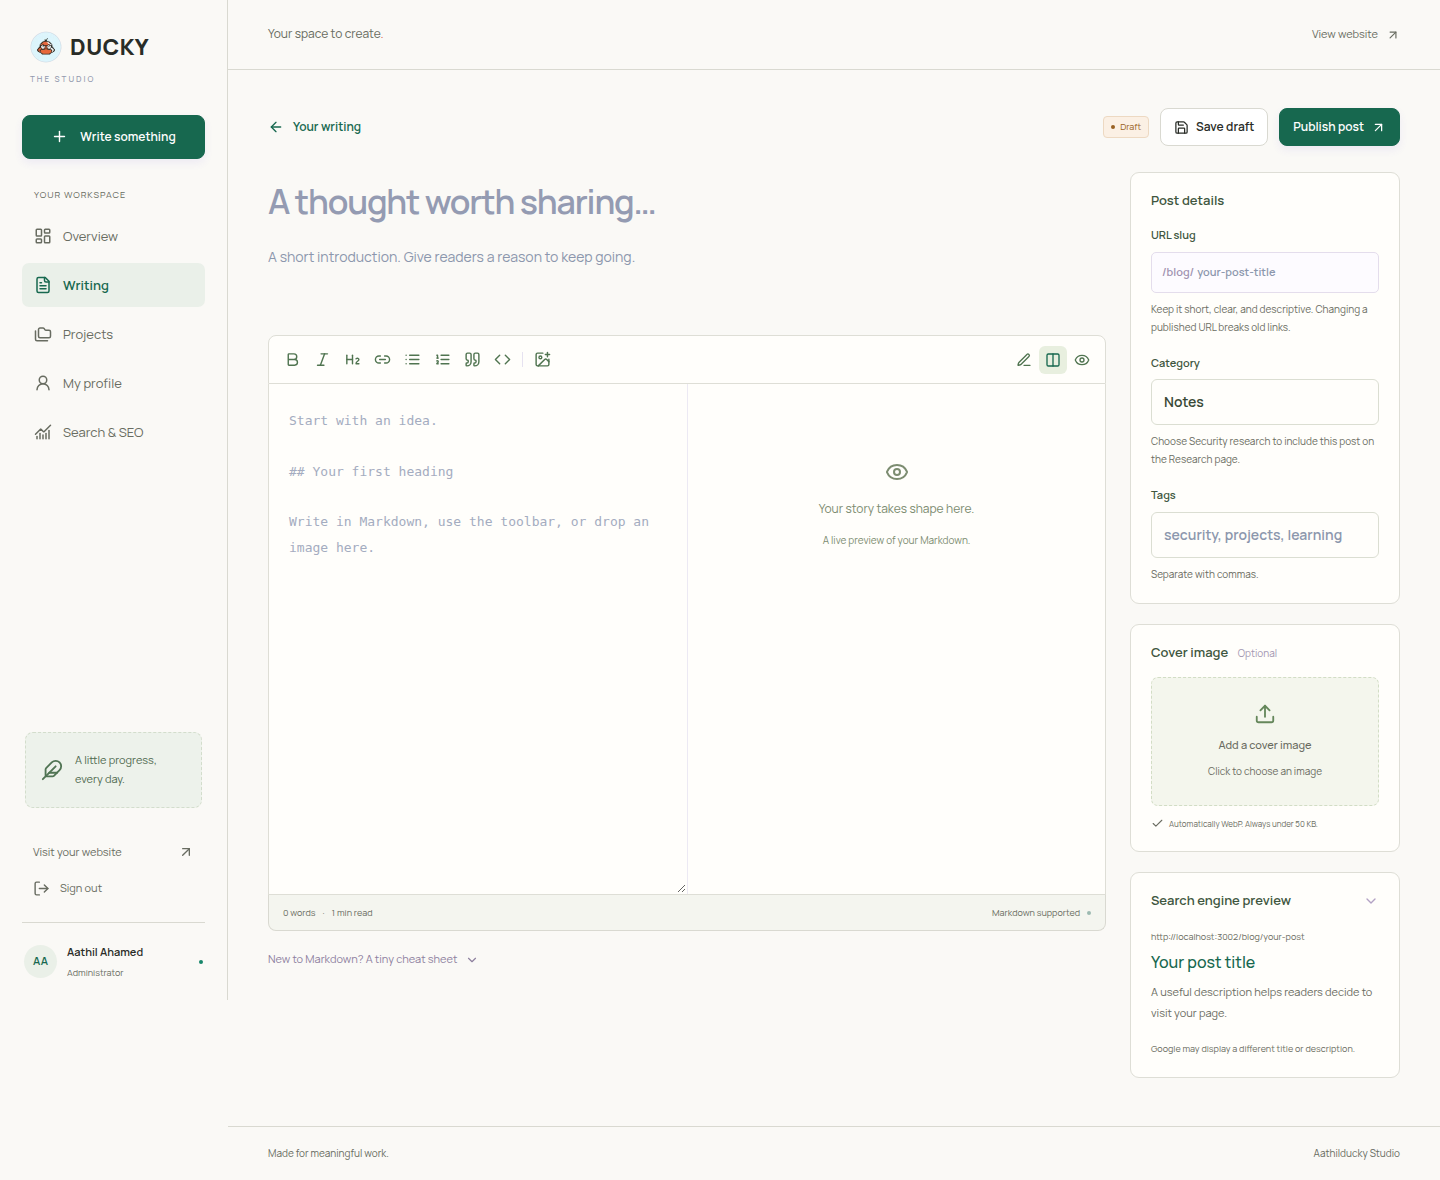 DUCKY
THE STUDIO
Write something
YOUR WORKSPACE
Overview
Writing
Projects
My profile
Search & SEO
A little progress,
every day.
Visit your website
Sign out
AA
Aathil Ahamed
Administrator
Your space to create.
View website
Your writing
Draft
Save draft
Publish post
A thought worth sharing...
A short introduction. Give readers a reason to keep going.
H2
Start with an idea.
## Your first heading
Write in Markdown, use the toolbar, or drop an
image here.
Your story takes shape here.
A live preview of your Markdown.
0 words · 1 min read
Markdown supported
New to Markdown? A tiny cheat sheet
Post details
URL slug
/blog/ your-post-title
Keep it short, clear, and descriptive. Changing a
published URL breaks old links.
Category
Notes
Choose Security research to include this post on
the Research page.
Tags
security, projects, learning
Separate with commas.
Cover image Optional
Add a cover image
Click to choose an image
Automatically WebP. Always under 50 KB.
Search engine preview
http://localhost:3002/blog/your-post
Your post title
A useful description helps readers decide to
visit your page.
Google may display a different title or description.
Made for meaningful work.
Aathilducky Studio